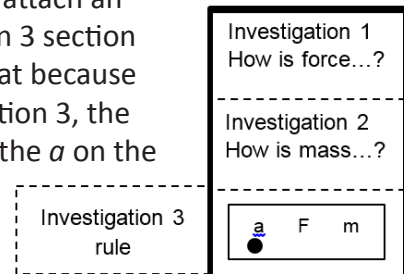 attach an
n 3 section
at because
tion 3, the
the a on the
Investigation 1
How is force…?
Investigation 2
How is mass…?
Investigation 3
rule
a F m